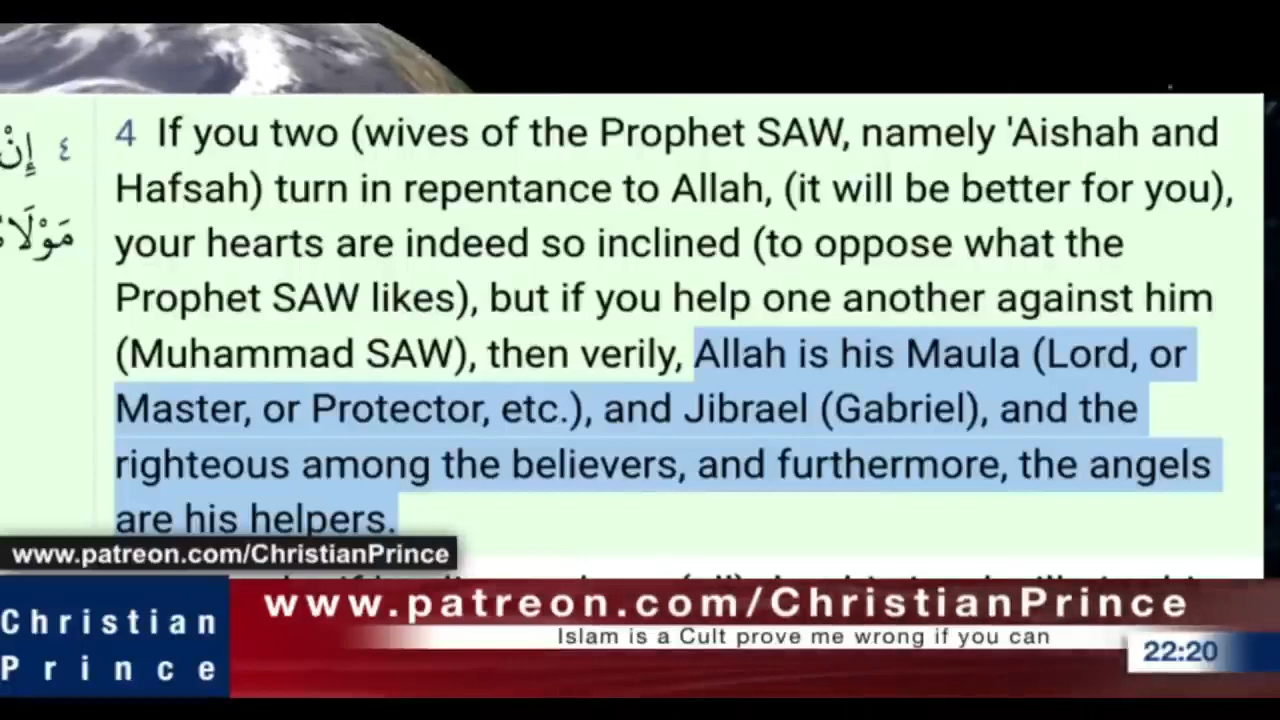 ٤ إِنْ
مَوْلَا
4 If you two (wives of the Prophet SAW, namely 'Aishah and
Hafsah) turn in repentance to Allah, (it will be better for you),
your hearts are indeed so inclined (to oppose what the
Prophet SAW likes), but if you help one another against him
(Muhammad SAW), then verily, Allah is his Maula (Lord, or
Master, or Protector, etc.), and Jibrael (Gabriel), and the
righteous among the believers, and furthermore, the angels
are his helpers.
www.patreon.com/ChristianPrince
www.patreon.com/ChristianPrince
Islam is a Cult prove me wrong if you can
Christian
Prince
22:20